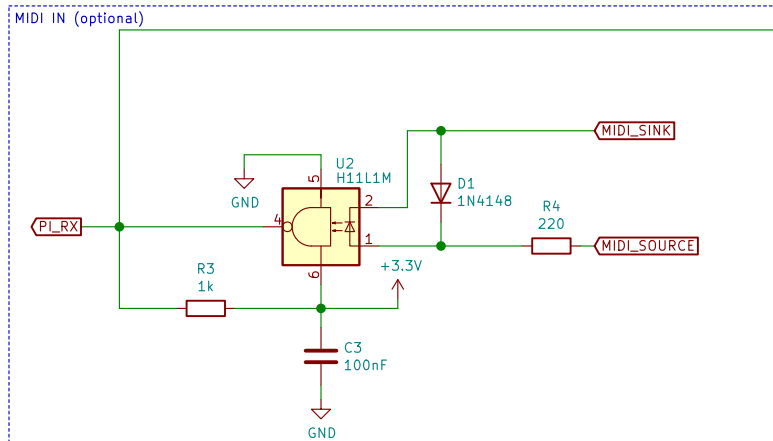 MIDI IN (optional)
MIDI_SINK
U2
H11L1M
5
GND
2
D1
1N4148
4
PI_RX
1
R4
220
MIDI_SOURCE
6
+3.3V
R3
1k
C3
100nF
GND